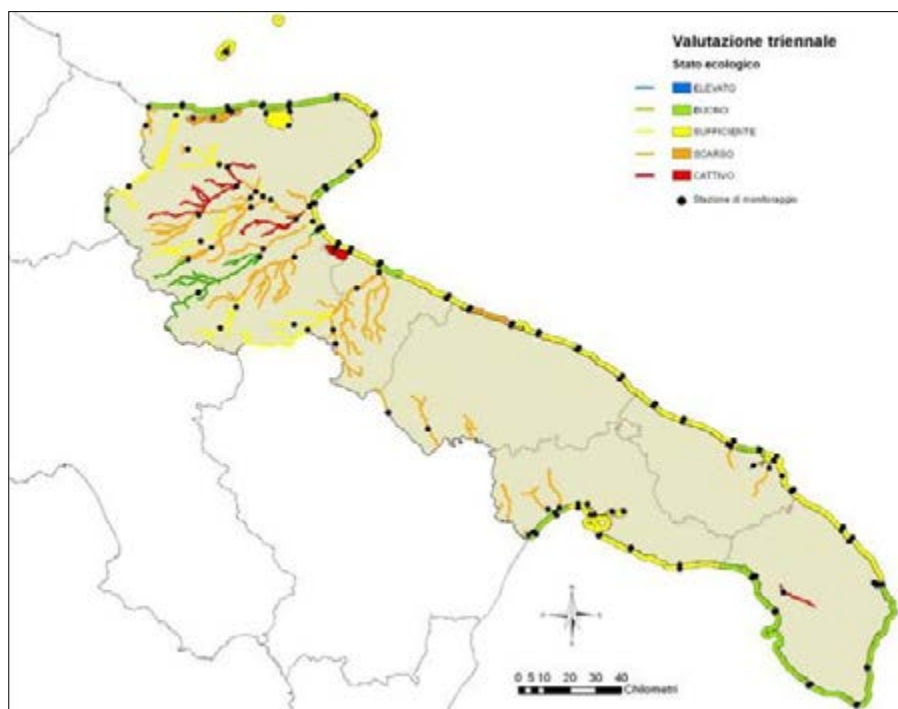 Valutazione triennale
Stato ecologico
ELEVATO
BUONO
SUFFICIENTE
SCARSO
CATTIVO
Stazione di monitoraggio
0 5 10 20 30 40
Chilometri